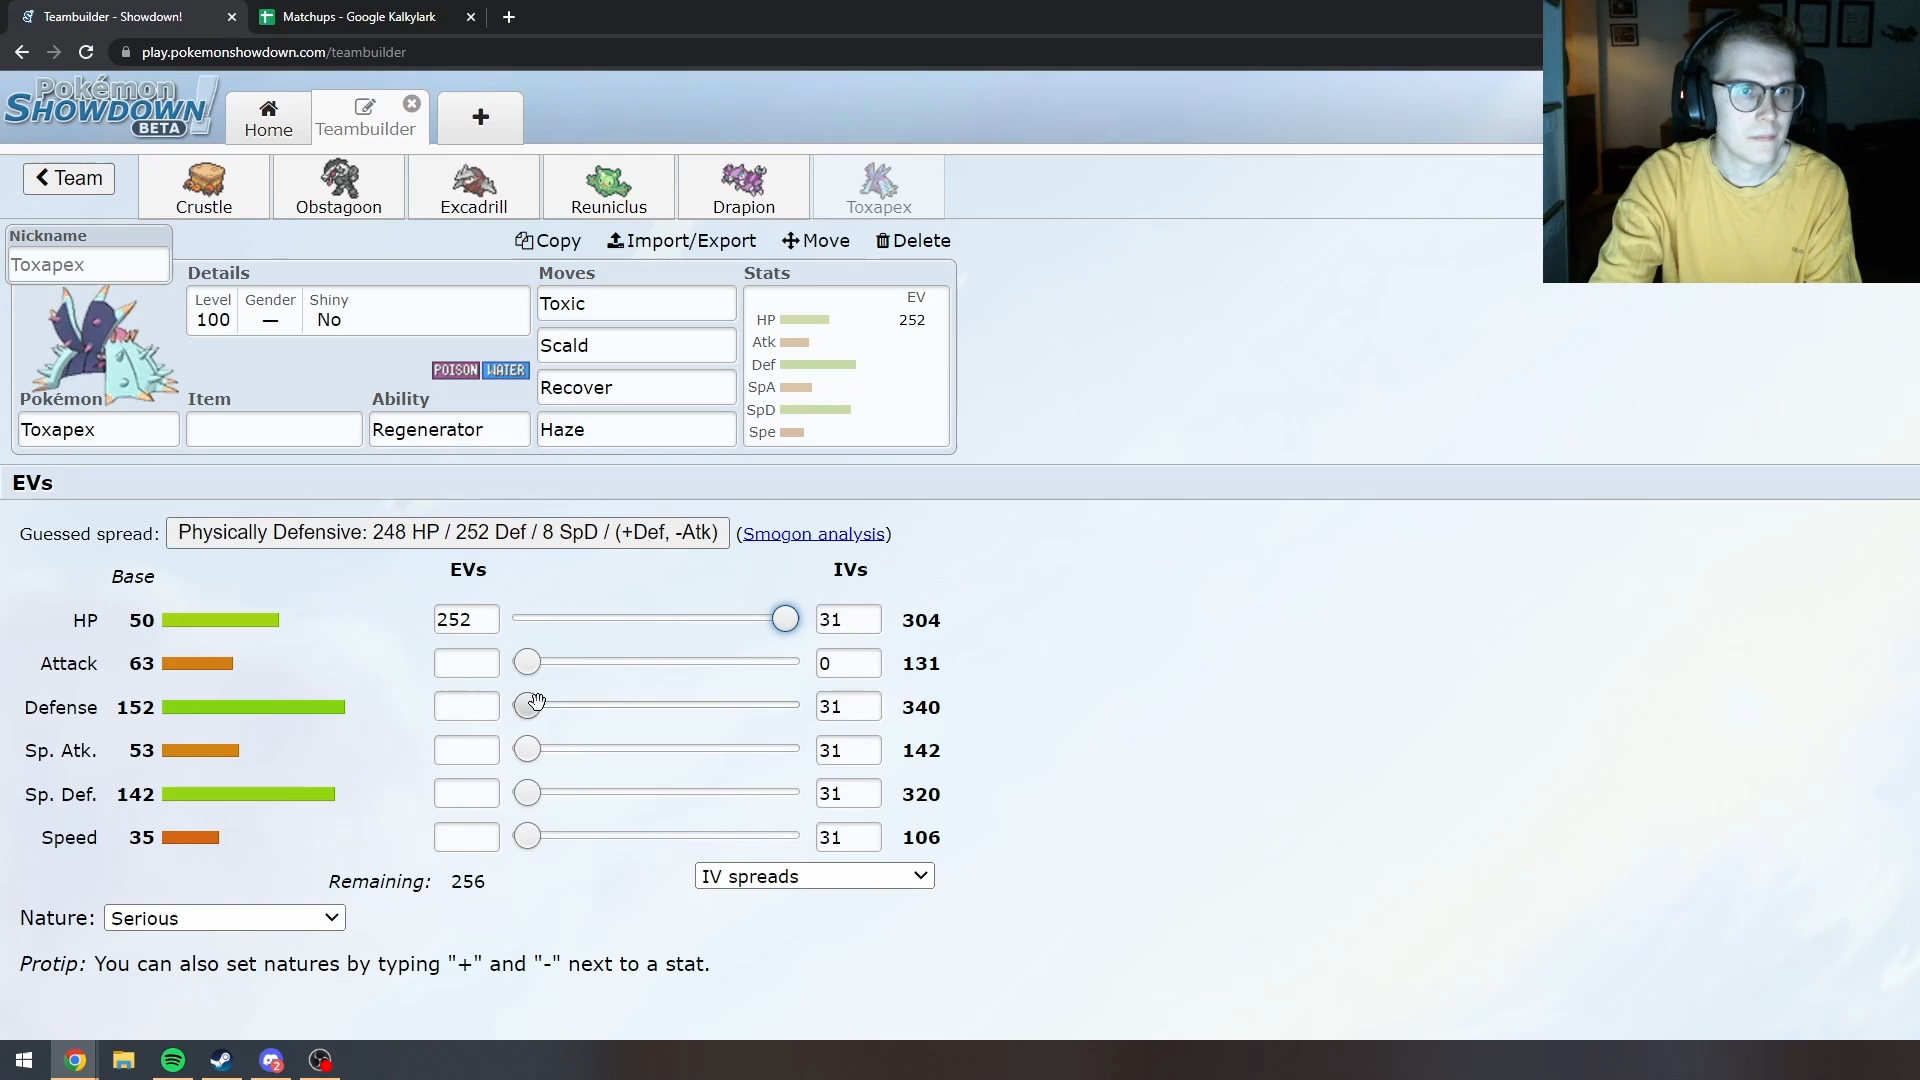 Teambuilder - Showdown!
Matchups - Google Kalkylark
play.pokemonshowdown.com/teambuilder
Pokémon
SHOWDOWN!
BETA
Home
Teambuilder
Team
Crustle
Obstagoon
Excadrill
Reuniclus
Drapion
Toxapex
Nickname
Toxapex
Copy
Import/Export
Move
Delete
Details
Moves
Stats
Level
Gender
Shiny
100
—
No
Toxic
EV
HP
252
Atk
Scald
Def
POISON
WATER
Recover
SpA
Pokémon
Item
Ability
SpD
Toxapex
Regenerator
Haze
Spe
EVs
Guessed spread:
Physically Defensive: 248 HP / 252 Def / 8 SpD / (+Def, -Atk)
(Smogon analysis)
Base
EVs
IVs
HP 50 252 31 304
Attack 63 0 131
Defense 152 31 340
Sp. Atk. 53 31 142
Sp. Def. 142 31 320
Speed 35 31 106
Remaining: 256
IV spreads
Nature: Serious
Protip: You can also set natures by typing "+" and "-" next to a stat.
2